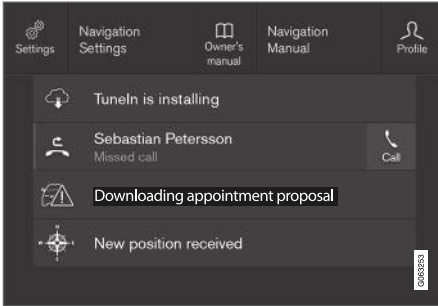 Settings
Navigation
Settings
Owner's
manual
Navigation
Manual
Profile
TuneIn is installing
Sebastian Petersson
Missed call
Call
Downloading appointment proposal
New position received
G063253